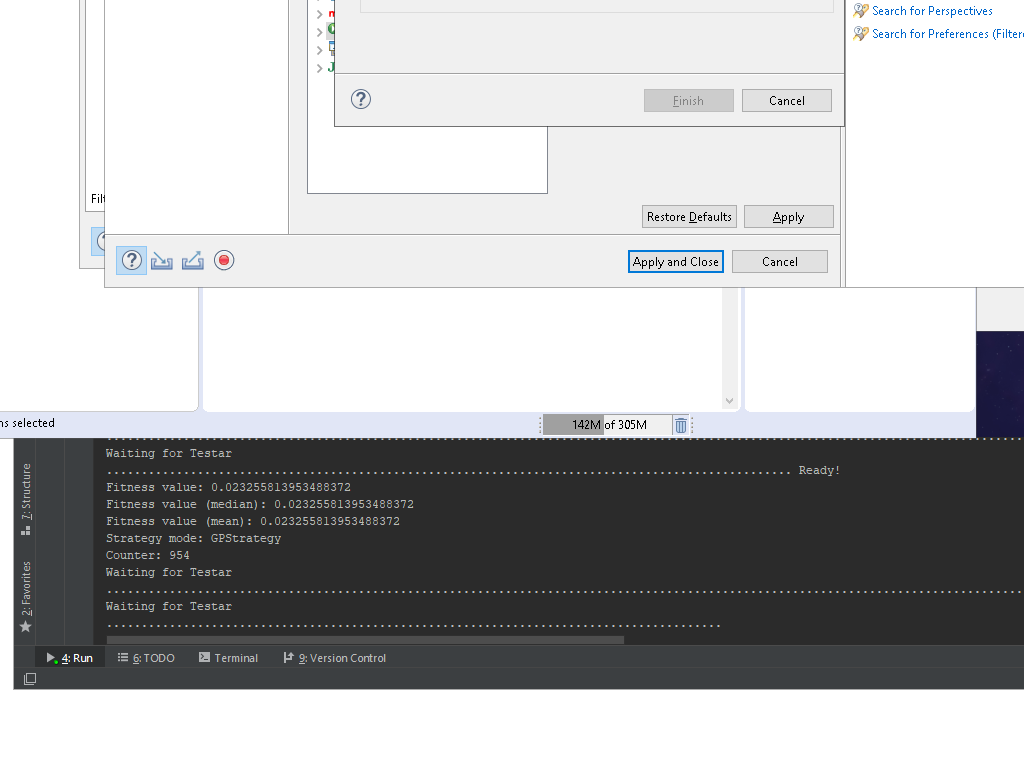 Search for Perspectives
Search for Preferences (Filter
Finish
Cancel
Filt
Restore Defaults
Apply
Apply and Close
Cancel
ns selected
142M of 305M
Waiting for Testar
.................................................................................................. Ready!
Fitness value: 0.023255813953488372
Fitness value (median): 0.023255813953488372
Fitness value (mean): 0.023255813953488372
Strategy mode: GPStrategy
Counter: 954
Waiting for Testar
Waiting for Testar
7: Structure
2: Favorites
4: Run
6: TODO
Terminal
9: Version Control